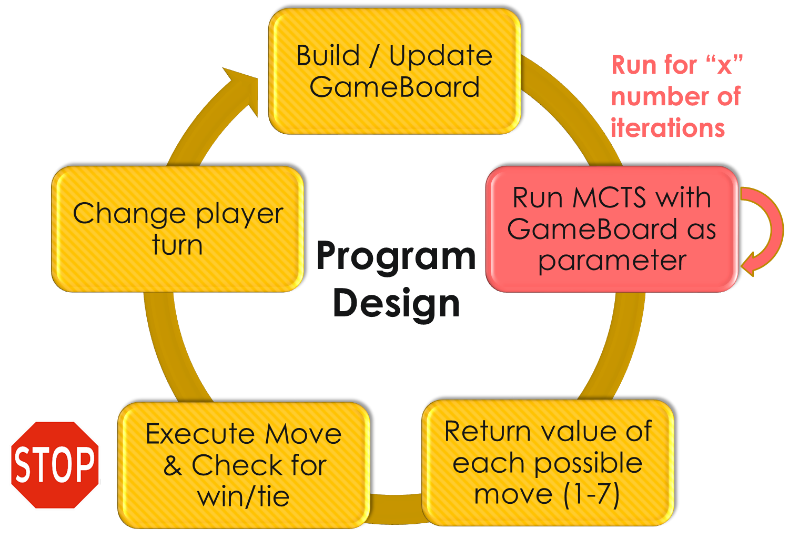 Build / Update
GameBoard
Run for “x”
number of
iterations
Run MCTS with
GameBoard as
parameter
Change player
turn
Program
Design
Return value of
each possible
move (1-7)
Execute Move
& Check for
win/tie
STOP